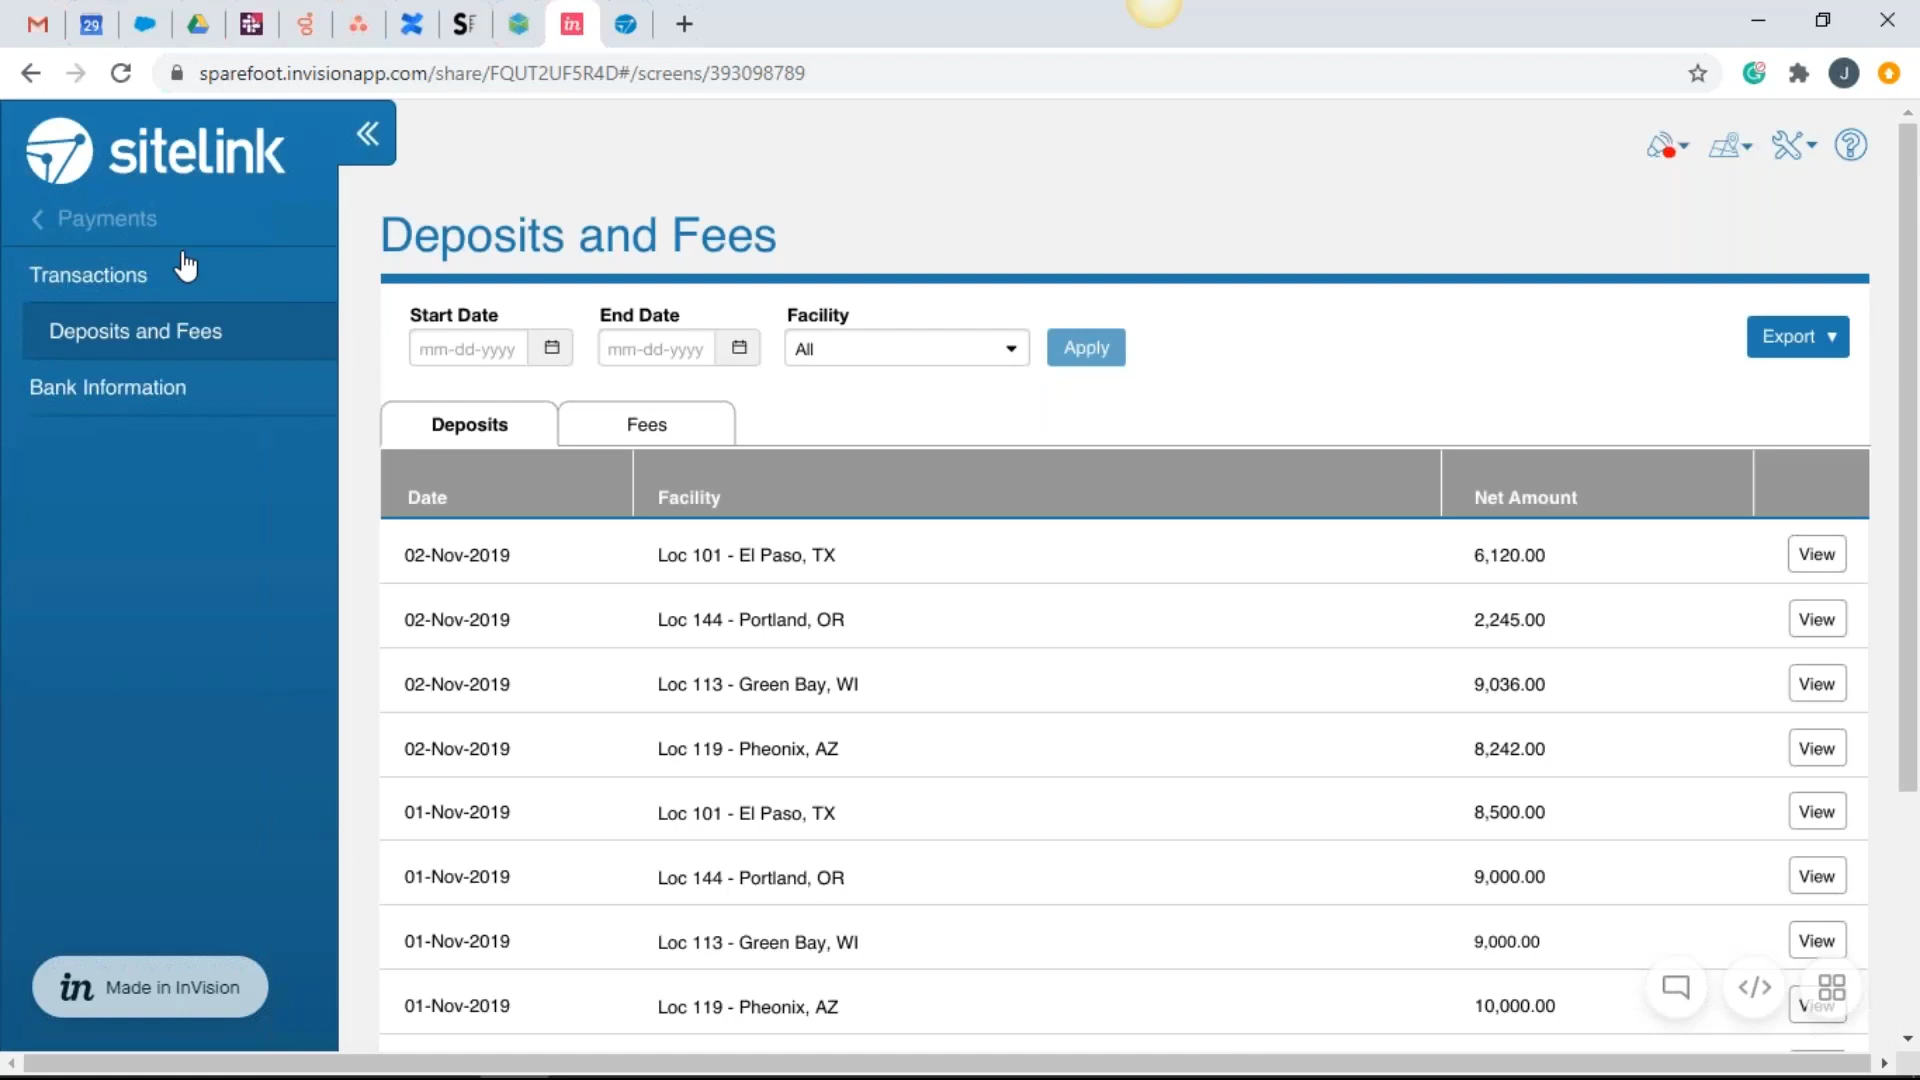 29
SF
in
sparefoot.invisionapp.com/share/FQUT2UF5R4D#/screens/393098789
J
sitelink
Payments
Transactions
Deposits and Fees
Bank Information
Deposits and Fees
Start Date End Date Facility
mm-dd-yyyy mm-dd-yyyy All Apply Export
Deposits Fees
Date Facility Net Amount
02-Nov-2019 Loc 101 - El Paso, TX 6,120.00 View
02-Nov-2019 Loc 144 - Portland, OR 2,245.00 View
02-Nov-2019 Loc 113 - Green Bay, WI 9,036.00 View
02-Nov-2019 Loc 119 - Pheonix, AZ 8,242.00 View
01-Nov-2019 Loc 101 - El Paso, TX 8,500.00 View
01-Nov-2019 Loc 144 - Portland, OR 9,000.00 View
01-Nov-2019 Loc 113 - Green Bay, WI 9,000.00 View
01-Nov-2019 Loc 119 - Pheonix, AZ 10,000.00 View
in Made in InVision